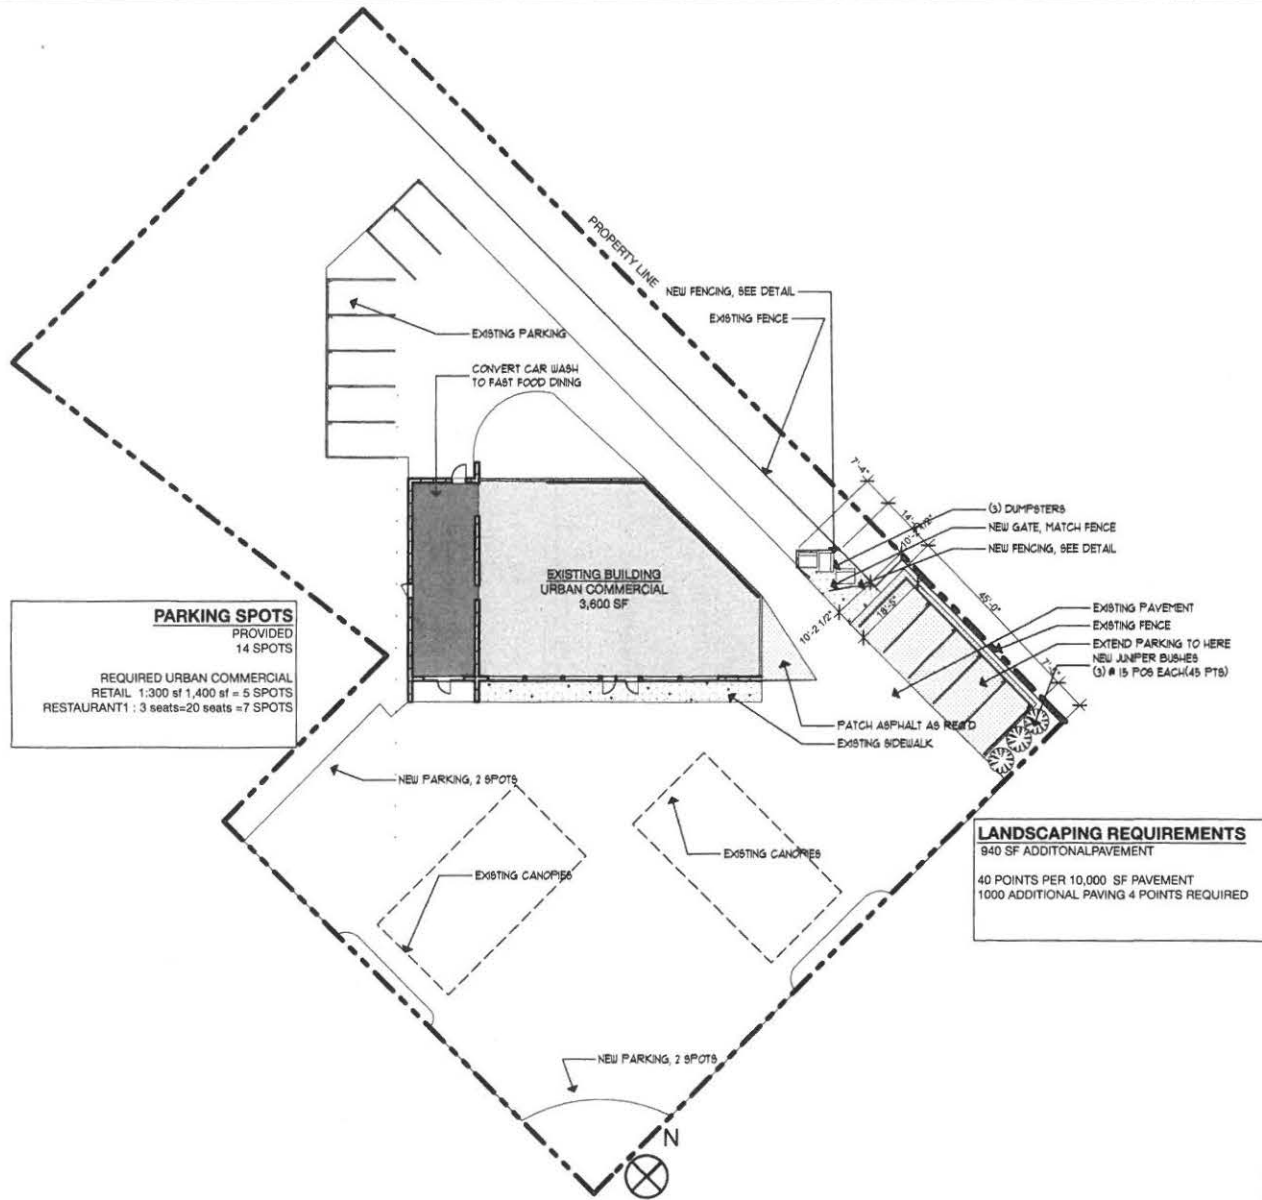 PROPERTY LINE
NEW FENCING, SEE DETAIL
EXISTING FENCE
EXISTING PARKING
CONVERT CAR WASH
TO FAST FOOD DINING
7'-4"
10'-2 1/2"
(3) DUMPSTERS
NEW GATE, MATCH FENCE
NEW FENCING, SEE DETAIL
EXISTING BUILDING
URBAN COMMERCIAL
3,600 SF
10'-2 1/2"
18'-5"
45'-0"
EXISTING PAVEMENT
EXISTING FENCE
EXTEND PARKING TO HERE
NEW JUNIPER BUSHES
(3) @ 15 POS EACH(45 PTS)
PARKING SPOTS
PROVIDED
14 SPOTS
REQUIRED URBAN COMMERCIAL
RETAIL 1:300 sf 1,400 sf = 5 SPOTS
RESTAURANT1 : 3 seats=20 seats =7 SPOTS
PATCH ASPHALT AS REQ'D
EXISTING SIDEWALK
NEW PARKING, 2 SPOTS
EXISTING CANOPIES
EXISTING CANOPIES
LANDSCAPING REQUIREMENTS
940 SF ADDITONALPAVEMENT
40 POINTS PER 10,000 SF PAVEMENT
1000 ADDITIONAL PAVING 4 POINTS REQUIRED
NEW PARKING, 2 SPOTS
N